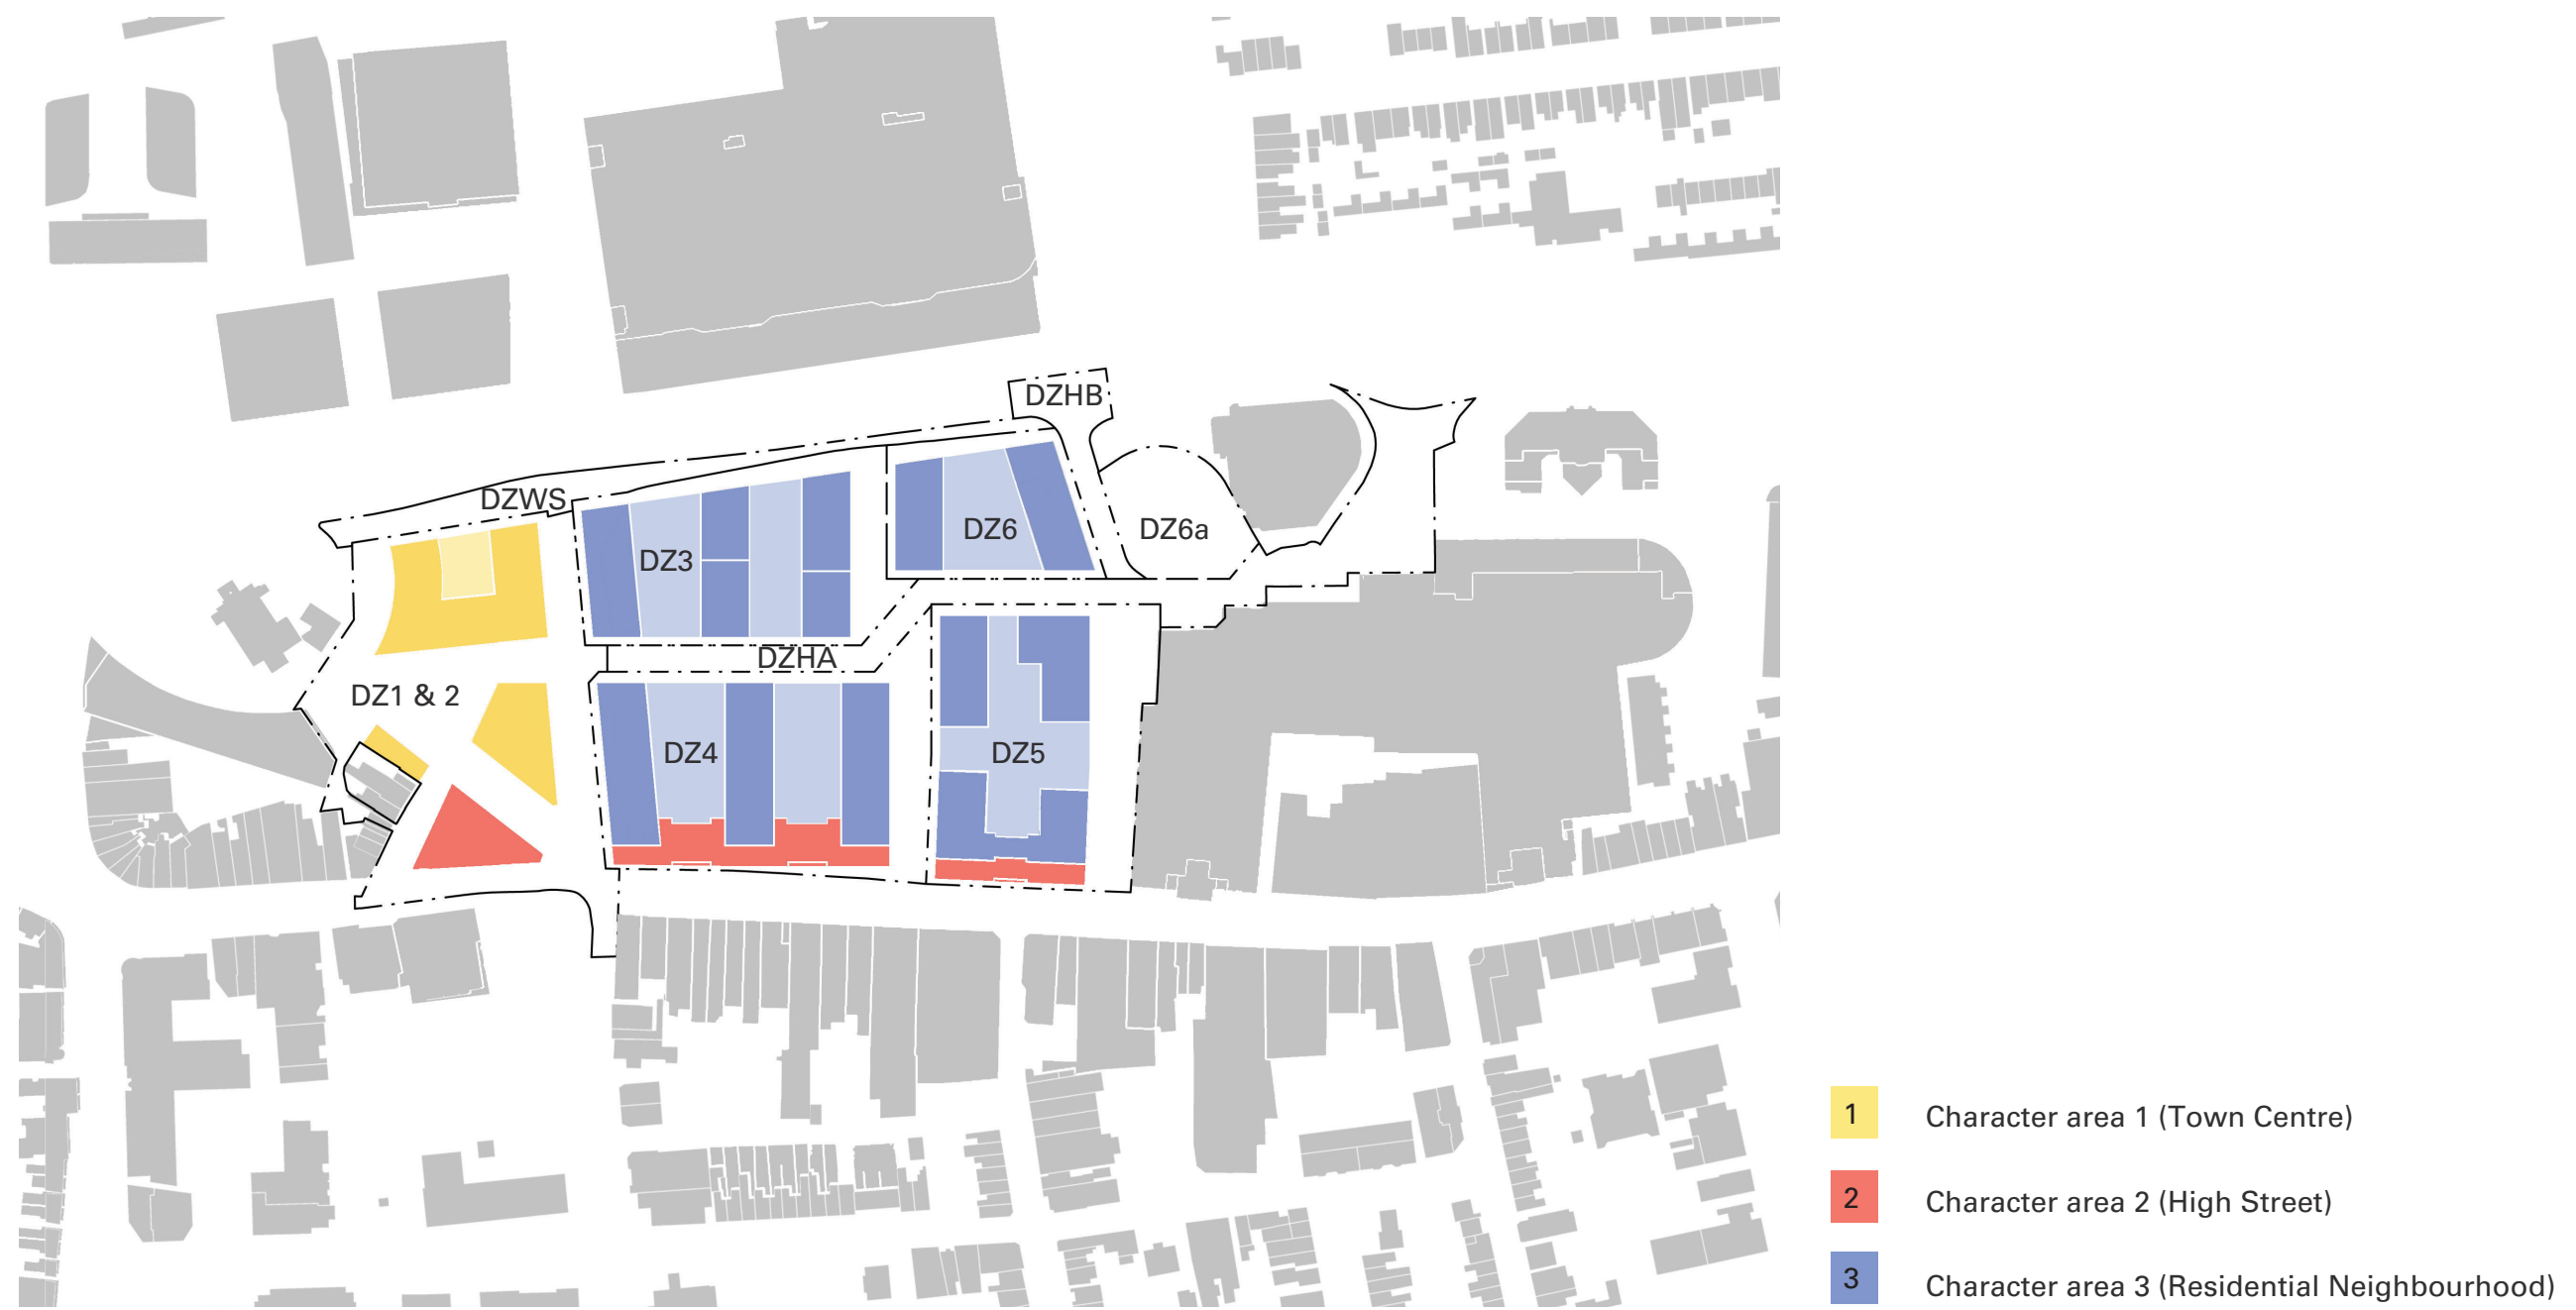 DZHB
DZWS
DZ6
DZ6a
DZ3
DZHA
DZ1 & 2
DZ4
DZ5
1 Character area 1 (Town Centre)
2 Character area 2 (High Street)
3 Character area 3 (Residential Neighbourhood)